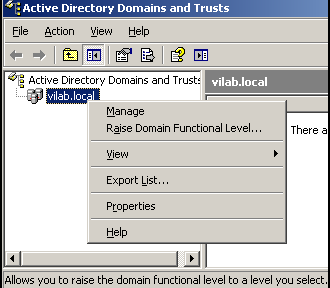 Active Directory Domains and Trusts
File Action View Window Help
Active Directory Domains and Trusts
vilab.local
vilab.local
Manage
Raise Domain Functional Level...
There a
View
Export List...
Properties
Help
Allows you to raise the domain functional level to a level you select.